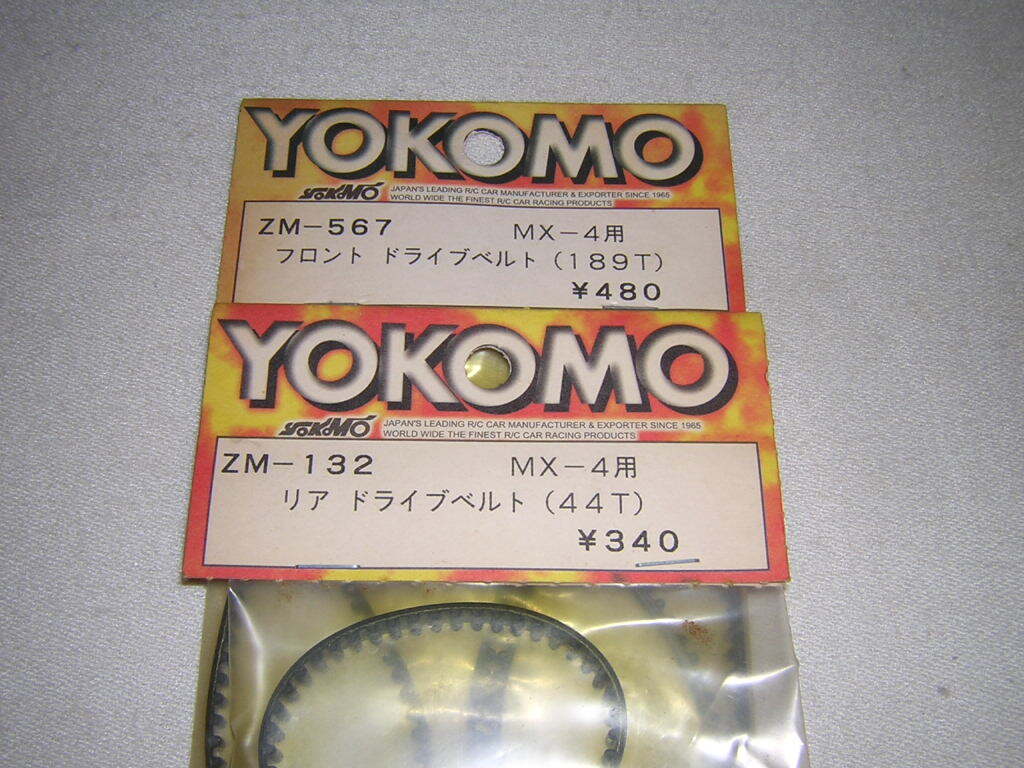 YOKOMO
YOKOMO JAPAN'S LEADING R/C CAR MANUFACTURER & EXPORTER SINCE 1965
WORLD WIDE THE FINEST R/C CAR RACING PRODUCTS
ZM-567 MX-4用
フロント ドライブベルト(189T)
¥480
YOKOMO
YOKOMO JAPAN'S LEADING R/C CAR MANUFACTURER & EXPORTER SINCE 1965
WORLD WIDE THE FINEST R/C CAR RACING PRODUCTS
ZM-132 MX-4用
リア ドライブベルト(44T)
¥340